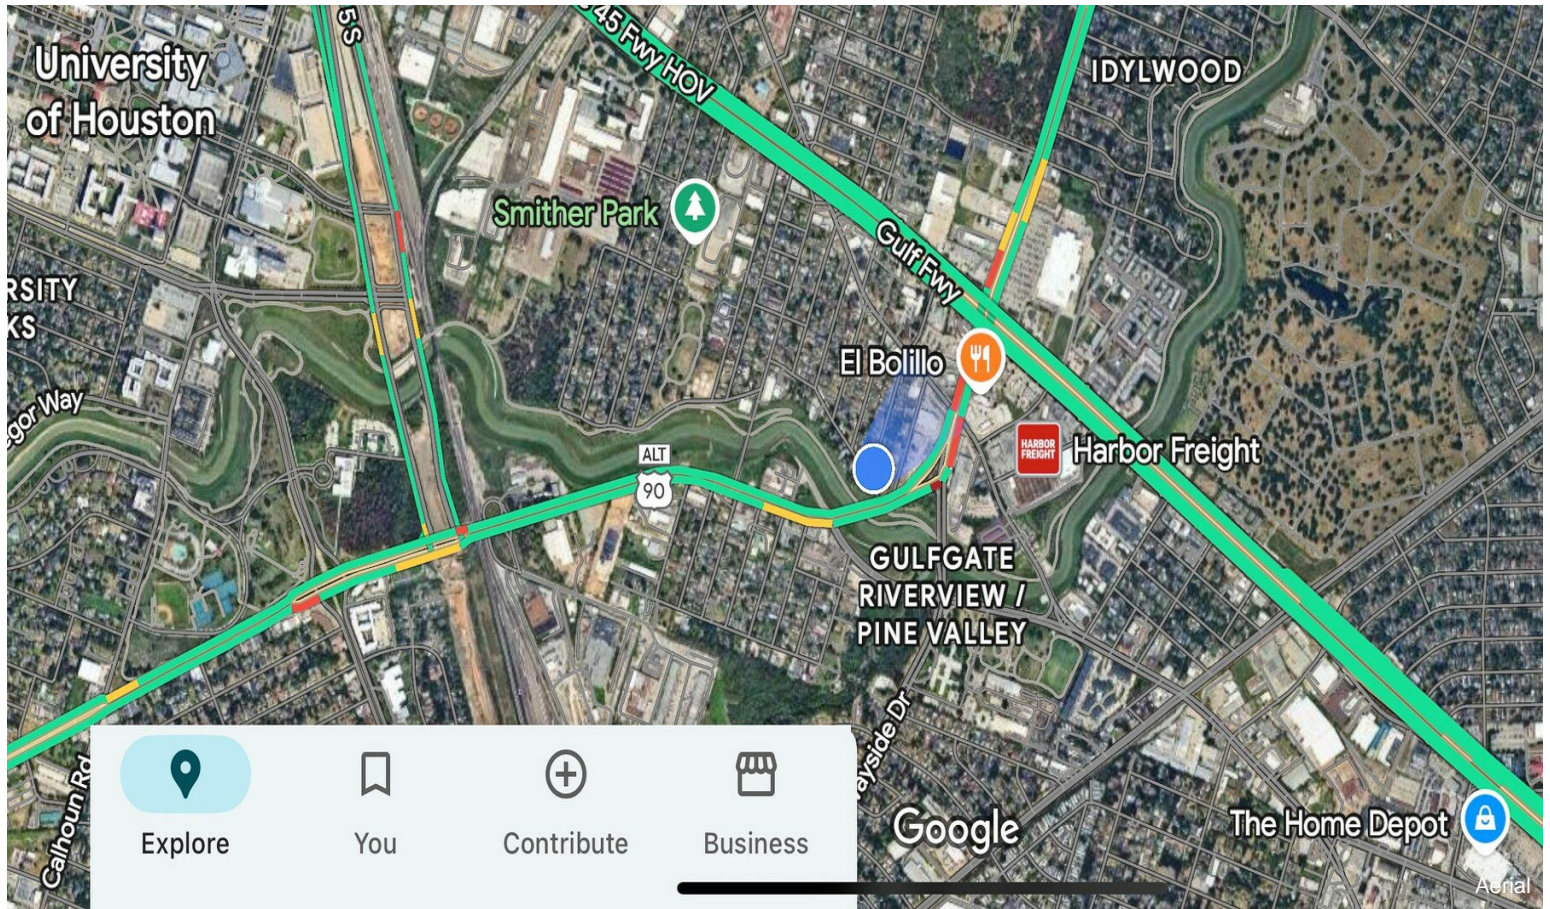 5 S
45 Fwy HOV
University
of Houston
IDYLWOOD
Smither Park
Gulf Fwy
RSITY
KS
El Bolillo
egor Way
ALT
90
HARBOR
FREIGHT
Harbor Freight
GULFGATE
RIVERVIEW /
PINE VALLEY
Calhoun Rd
ayside Dr
Explore
You
Contribute
Business
Google
The Home Depot
Aerial